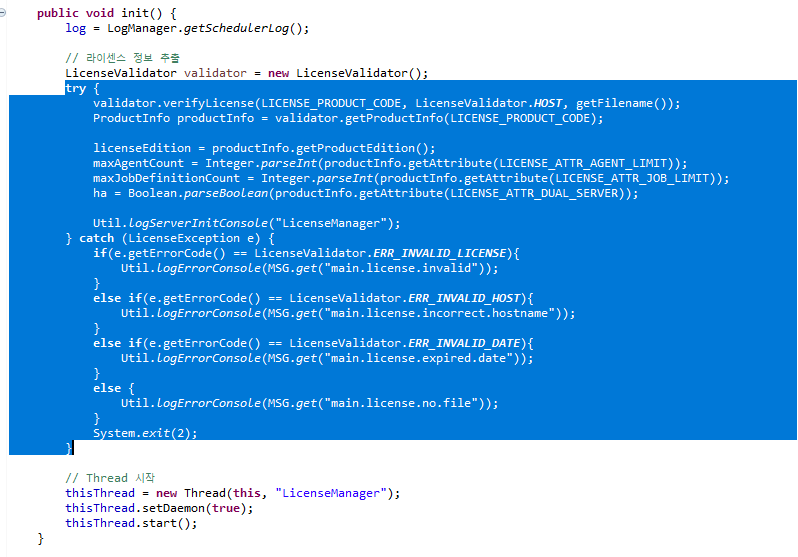 public void init() {
log = LogManager.getSchedulerLog();
// 라이센스 정보 추출
LicenseValidator validator = new LicenseValidator();
try {
validator.verifyLicense(LICENSE_PRODUCT_CODE, LicenseValidator.HOST, getFilename());
ProductInfo productInfo = validator.getProductInfo(LICENSE_PRODUCT_CODE);
licenseEdition = productInfo.getProductEdition();
maxAgentCount = Integer.parseInt(productInfo.getAttribute(LICENSE_ATTR_AGENT_LIMIT));
maxJobDefinitionCount = Integer.parseInt(productInfo.getAttribute(LICENSE_ATTR_JOB_LIMIT));
ha = Boolean.parseBoolean(productInfo.getAttribute(LICENSE_ATTR_DUAL_SERVER));
Util.logServerInitConsole("LicenseManager");
} catch (LicenseException e) {
if(e.getErrorCode() == LicenseValidator.ERR_INVALID_LICENSE){
Util.logErrorConsole(MSG.get("main.license.invalid"));
}
else if(e.getErrorCode() == LicenseValidator.ERR_INVALID_HOST){
Util.logErrorConsole(MSG.get("main.license.incorrect.hostname"));
}
else if(e.getErrorCode() == LicenseValidator.ERR_INVALID_DATE){
Util.logErrorConsole(MSG.get("main.license.expired.date"));
}
else {
Util.logErrorConsole(MSG.get("main.license.no.file"));
}
System.exit(2);
}
// Thread 시작
thisThread = new Thread(this, "LicenseManager");
thisThread.setDaemon(true);
thisThread.start();
}